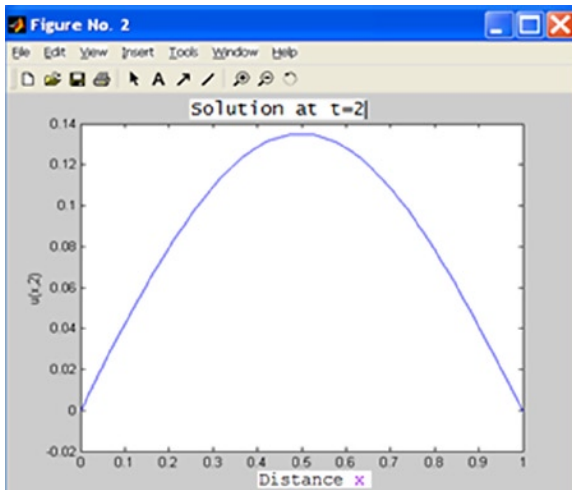 Figure No. 2
File Edit View Insert Tools Window Help
A
Solution at t=2
0.14
0.12
0.1
0.08
0.06
0.04
0.02
0
-0.02
u(x,2)
0 0.1 0.2 0.3 0.4 0.5 0.6 0.7 0.8 0.9 1
Distance x